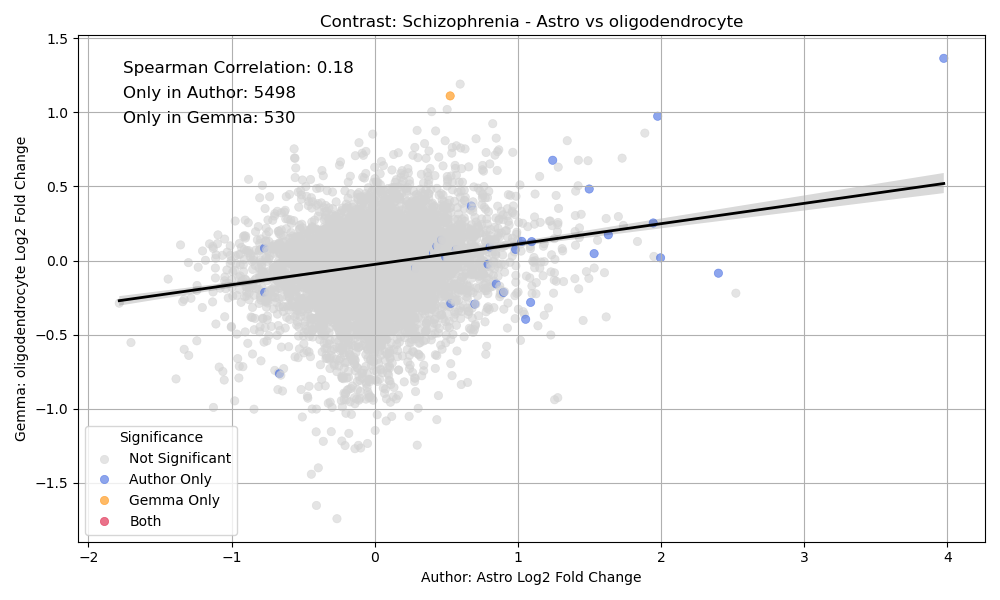 Contrast: Schizophrenia - Astro vs oligodendrocyte
Spearman Correlation: 0.18
Only in Author: 5498
Only in Gemma: 530
Gemma: oligodendrocyte Log2 Fold Change
1.5
1.0
0.5
0.0
−0.5
−1.0
−1.5
Significance
Not Significant
Author Only
Gemma Only
Both
−2
−1
0
1
2
3
4
Author: Astro Log2 Fold Change